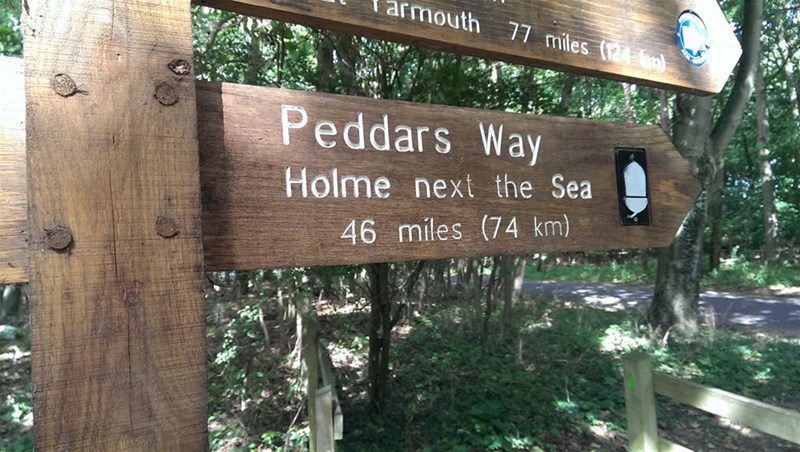 Yarmouth 77 miles (124 km)
Peddars Way
Holme next the Sea
46 miles (74 km)